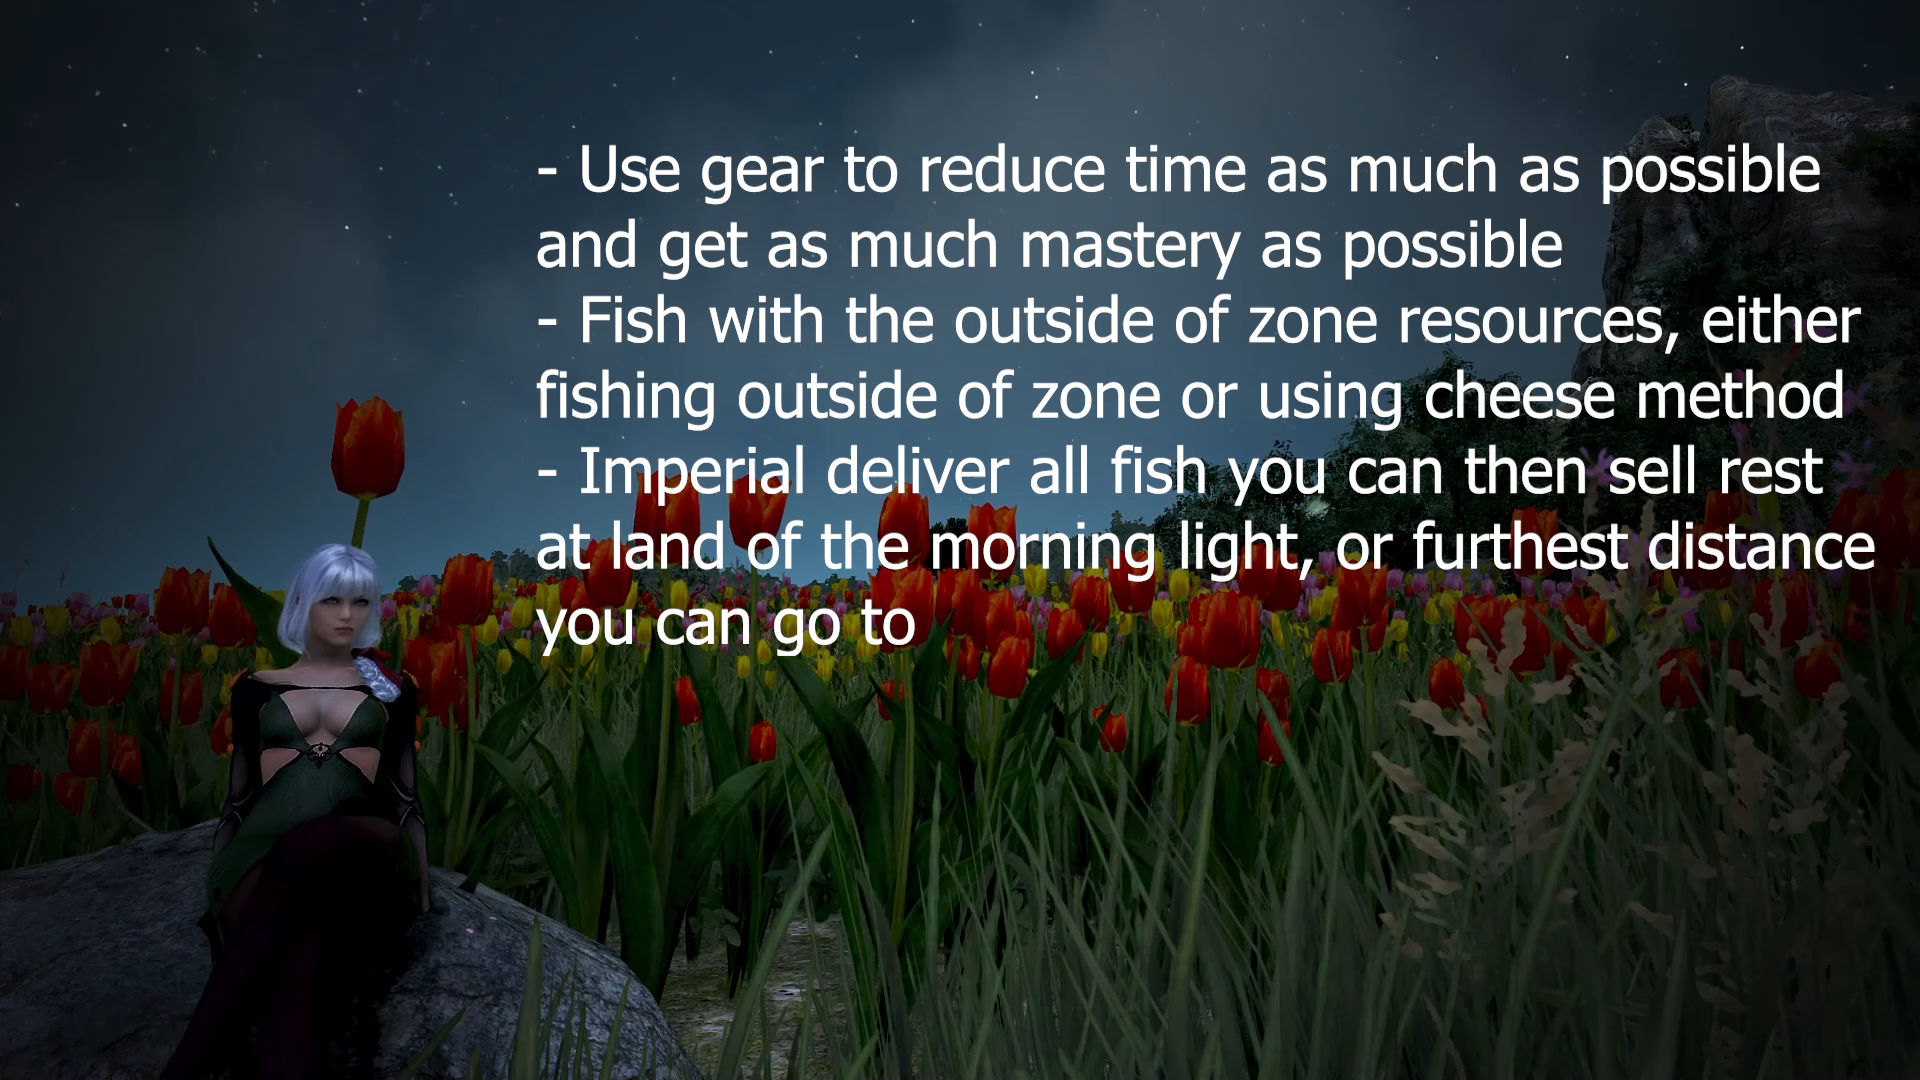 - Use gear to reduce time as much as possible
and get as much mastery as possible
- Fish with the outside of zone resources, either
fishing outside of zone or using cheese method
- Imperial deliver all fish you can then sell rest
at land of the morning light, or furthest distance
you can go to